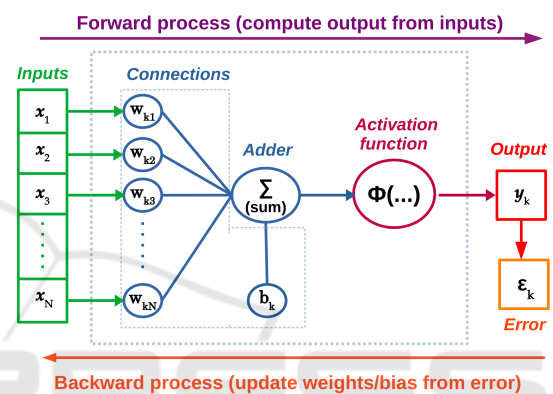 Forward process (compute output from inputs)
Inputs
Connections
x1
wk1
x2
wk2
x3
wk3
xN
wkN
Adder
Σ
(sum)
bk
Activation
function
Φ(...)
Output
yk
εk
Error
Backward process (update weights/bias from error)